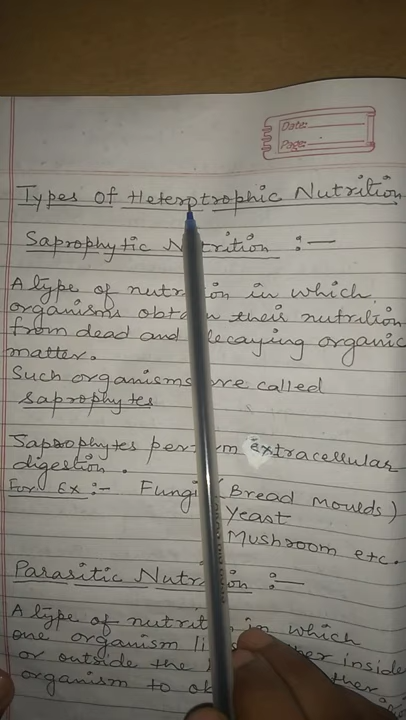 Date:
Page:
Types of Heterotrophic Nutrition
Saprophytic Nutrition :—
A type of nutrition in which
organisms obtain their nutrition
from dead and decaying organic
matter.
Such organisms are called
saprophytes
Saprophytes perform extracellular
digestion.
For Ex :- Fungi (Bread Moulds)
Yeast
Mushroom etc.
Parasitic Nutrition :—
A type of nutrition in which
one organism inside
or outside the other
organism to